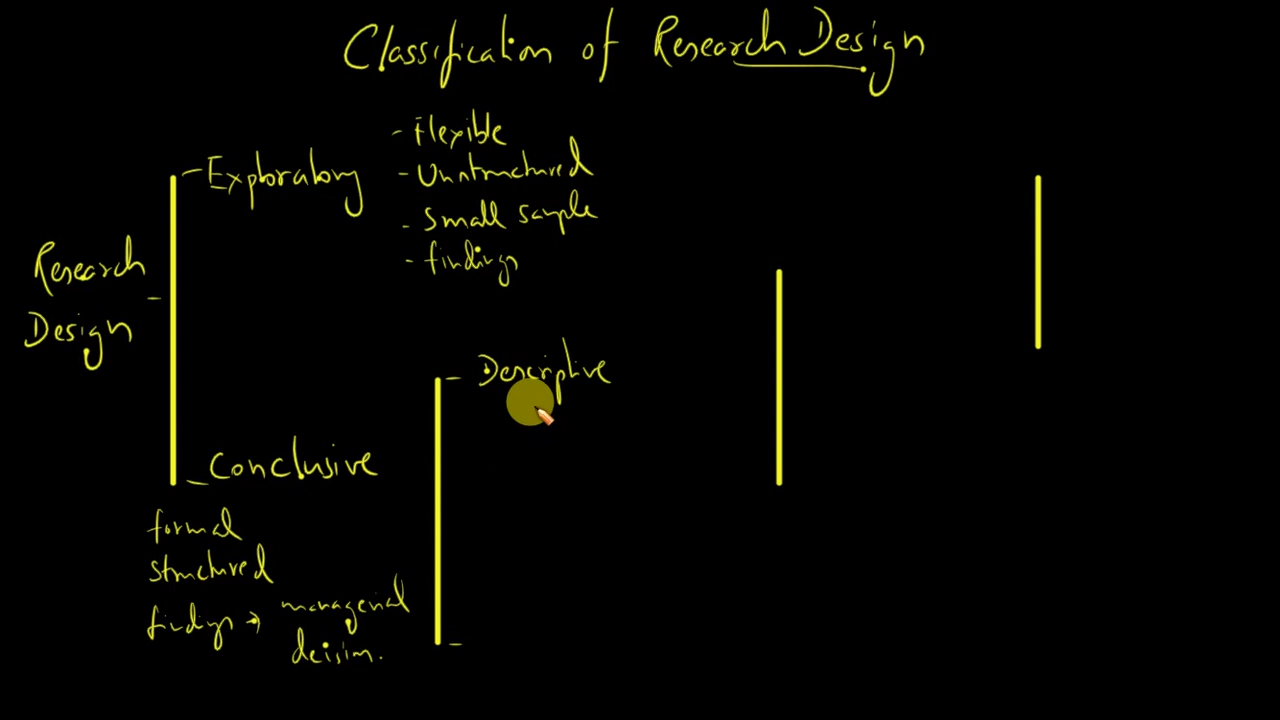 Classification of Research Design
- Exploratory
- Flexible
- Unstructured
- Small sample
- findings
Research
Design
- Descriptive
- Conclusive
formal
structured
findings → managerial
decision.